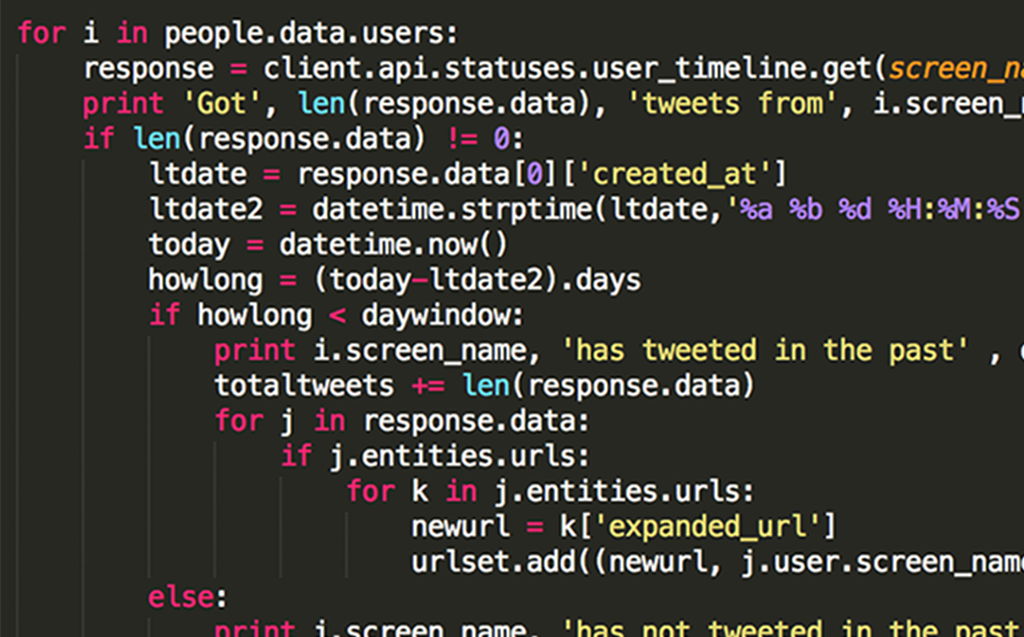 for i in people.data.users:
response = client.api.statuses.user_timeline.get(screen_na
print 'Got', len(response.data), 'tweets from', i.screen_
if len(response.data) != 0:
ltdate = response.data[0]['created_at']
ltdate2 = datetime.strptime(ltdate,'%a %b %d %H:%M:%S
today = datetime.now()
howlong = (today-ltdate2).days
if howlong < daywindow:
print i.screen_name, 'has tweeted in the past' ,
totaltweets += len(response.data)
for j in response.data:
if j.entities.urls:
for k in j.entities.urls:
newurl = k['expanded_url']
urlset.add((newurl, j.user.screen_name
else:
print i.screen_name, 'has not tweeted in the past